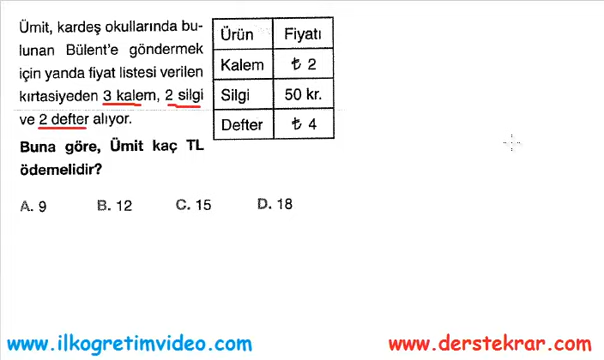 Ümit, kardeş okullarında bu-
lunan Bülent'e göndermek
için yanda fiyat listesi verilen
kırtasiyeden 3 kalem, 2 silgi
ve 2 defter alıyor.
Buna göre, Ümit kaç TL
ödemelidir?
Ürün Fiyatı
Kalem ₺ 2
Silgi 50 kr.
Defter ₺ 4
A. 9 B. 12 C. 15 D. 18
www.ilkogretimvideo.com www.derstekrar.com